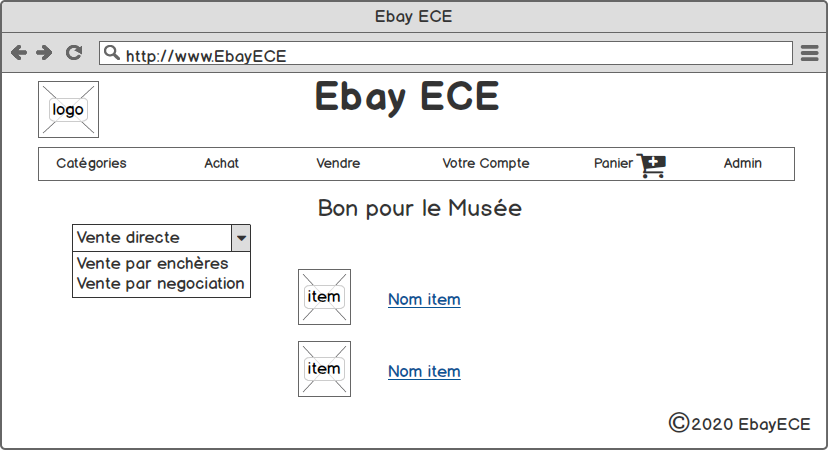 Ebay ECE
http://www.EbayECE
logo
Ebay ECE
Catégories Achat Vendre Votre Compte Panier Admin
Bon pour le Musée
Vente directe
Vente par enchères
Vente par negociation
item Nom item
item Nom item
©2020 EbayECE